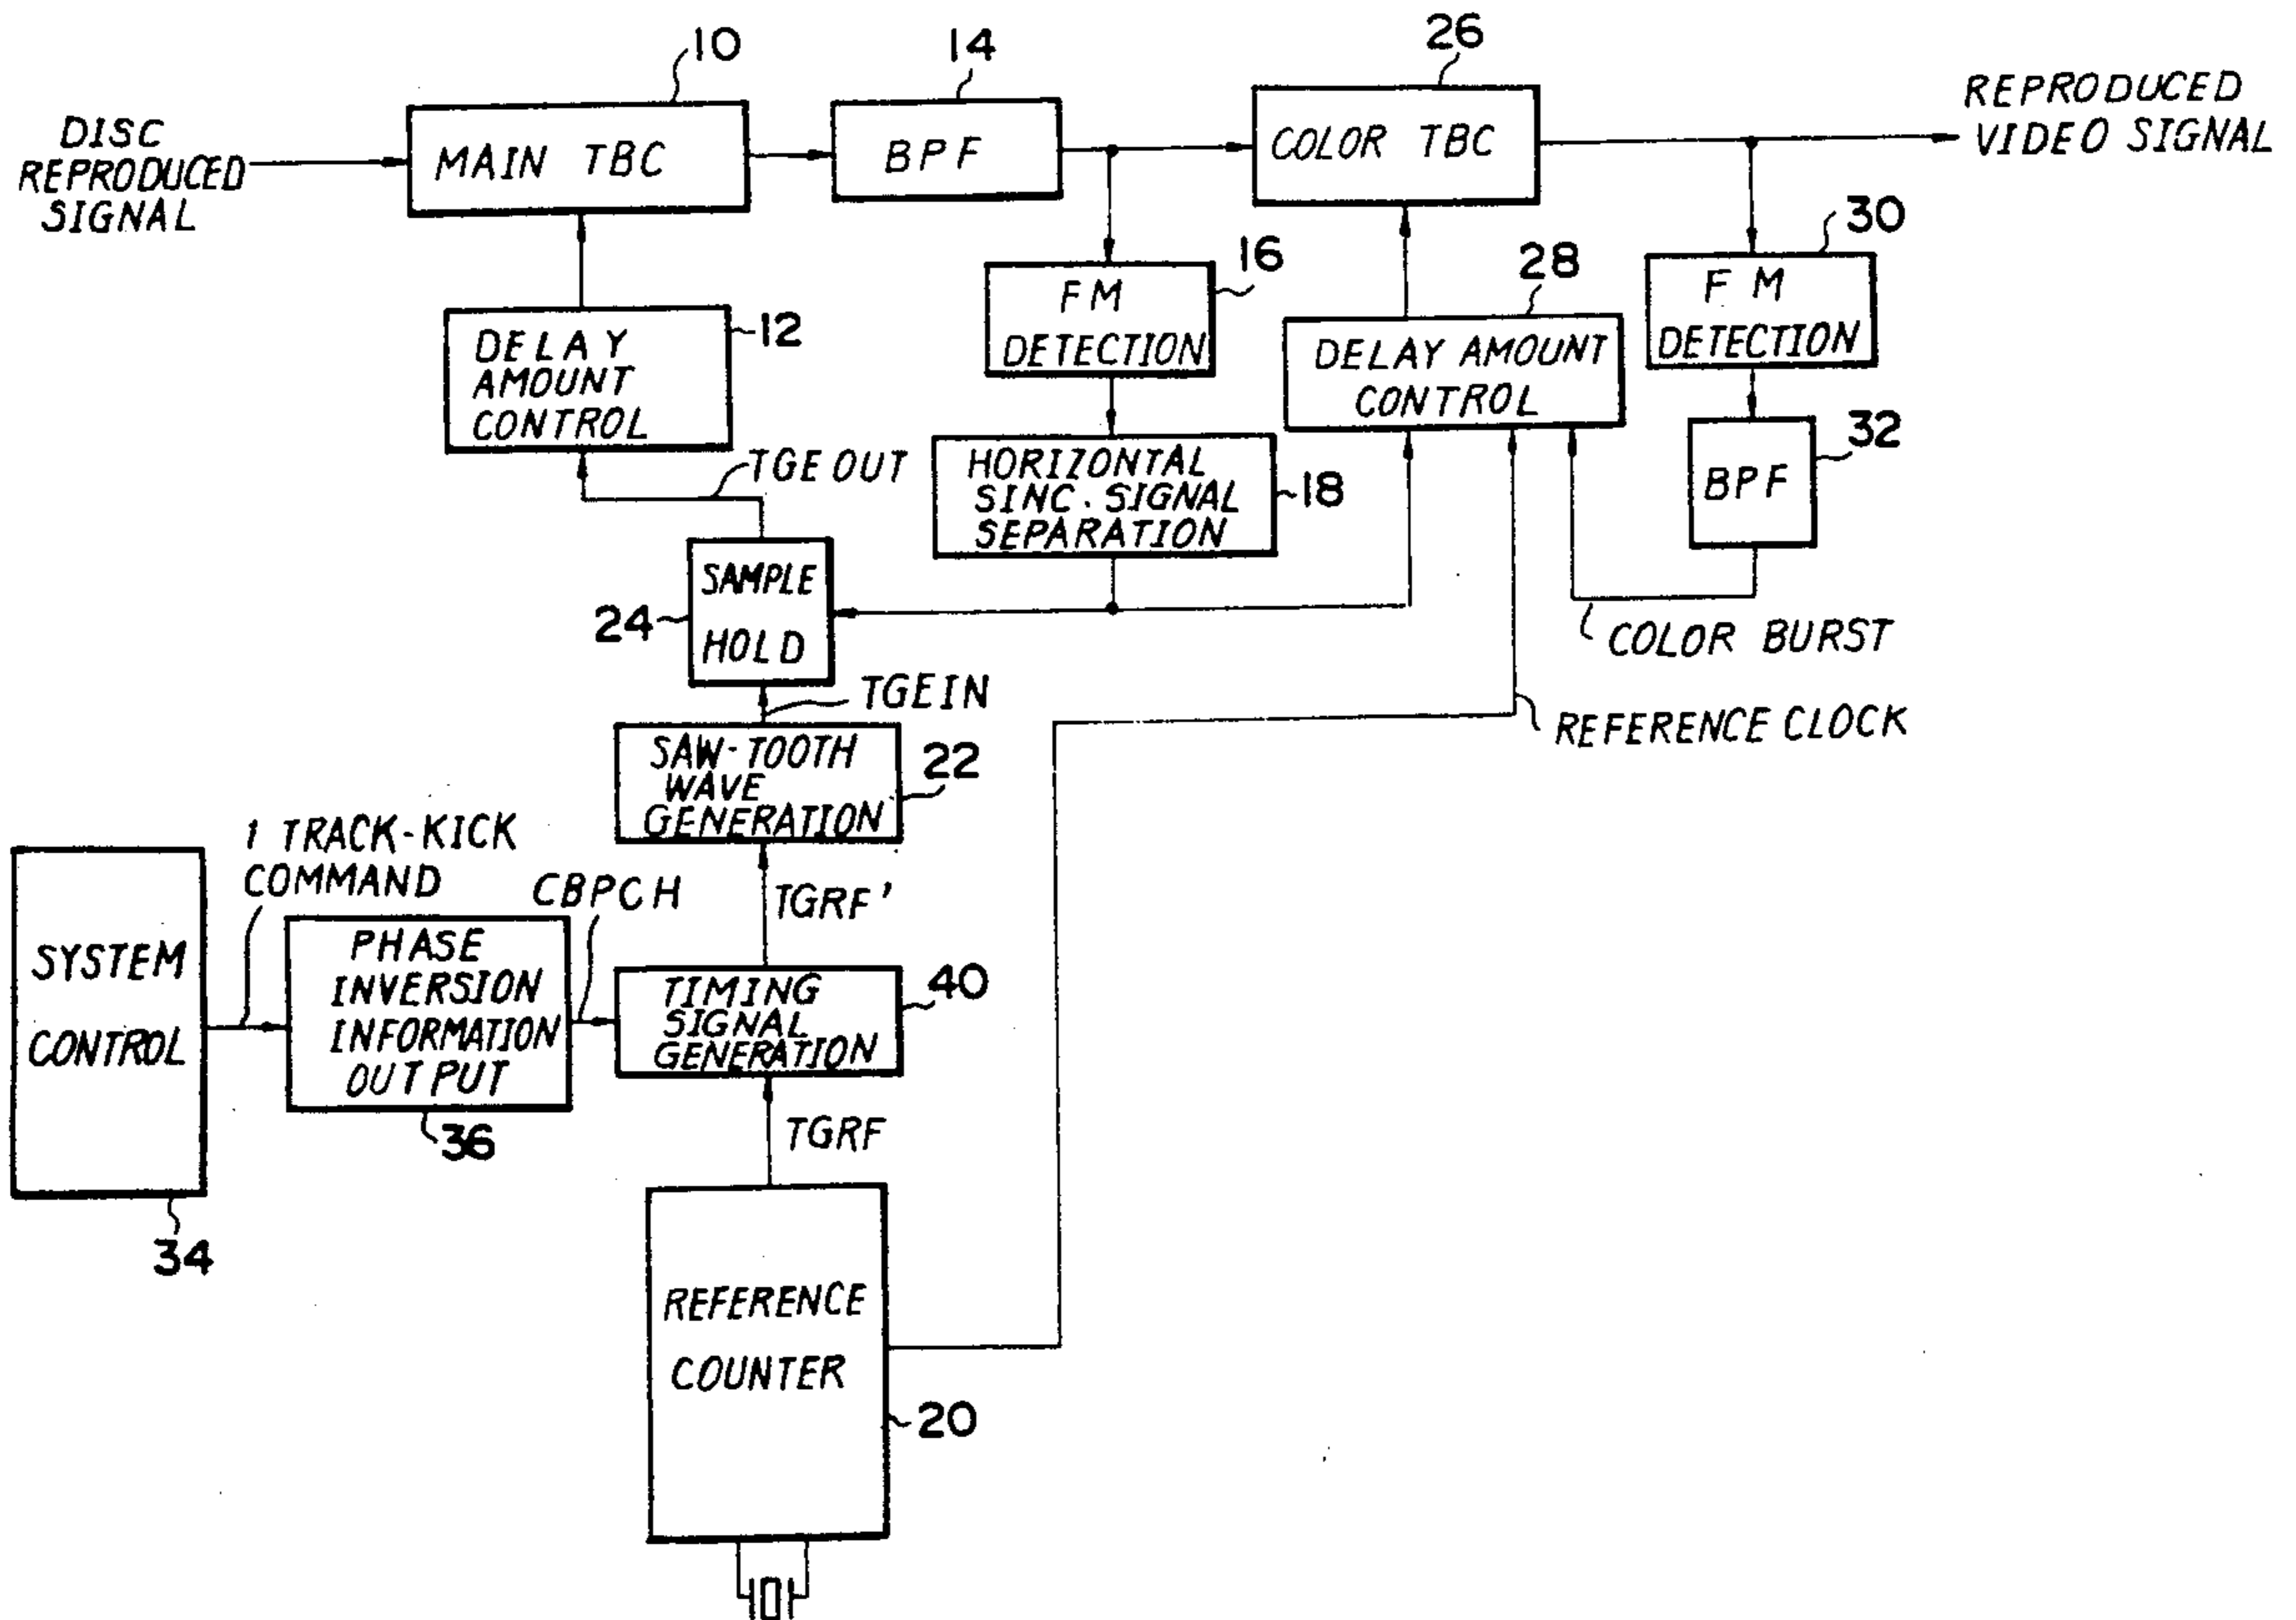 10
14
26
DISC
REPRODUCED
SIGNAL
MAIN TBC
BPF
COLOR TBC
REPRODUCED
VIDEO SIGNAL
30
16
28
FM
DETECTION
FM
DETECTION
12
DELAY
AMOUNT
CONTROL
DELAY AMOUNT
CONTROL
32
BPF
TGE OUT
HORIZONTAL
SINC. SIGNAL
SEPARATION
18
SAMPLE
HOLD
24
COLOR BURST
TGEIN
REFERENCE CLOCK
SAW-TOOTH
WAVE
GENERATION
22
1 TRACK-KICK
COMMAND
CBPCH
TGRF'
SYSTEM
CONTROL
PHASE
INVERSION
INFORMATION
OUTPUT
TIMING
SIGNAL
GENERATION
40
36
TGRF
34
REFERENCE
COUNTER
20